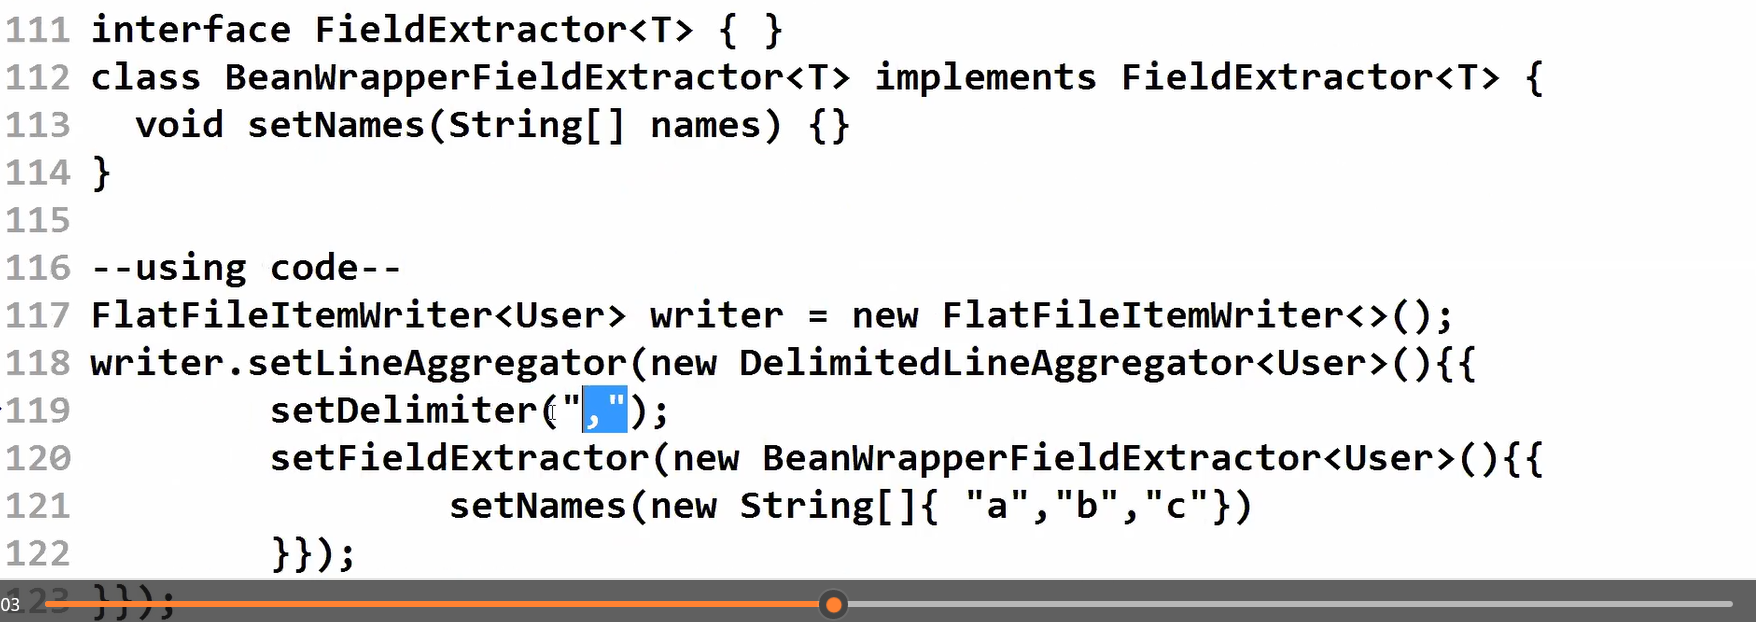 111 interface FieldExtractor<T> { }
112 class BeanWrapperFieldExtractor<T> implements FieldExtractor<T> {
113   void setNames(String[] names) {}
114 }
115
116 --using code--
117 FlatFileItemWriter<User> writer = new FlatFileItemWriter<>();
118 writer.setLineAggregator(new DelimitedLineAggregator<User>(){{
119         setDelimiter(",");
120         setFieldExtractor(new BeanWrapperFieldExtractor<User>(){{
121                 setNames(new String[]{ "a","b","c"})
122         }});
123 }});
03